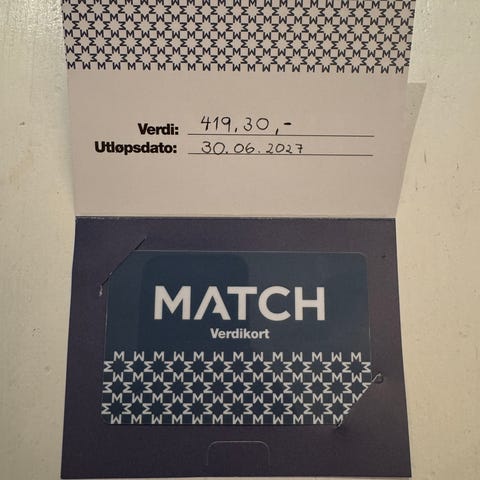 Verdi: 419,30,-
Utløpsdato: 30.06.2027
MATCH
Verdikort